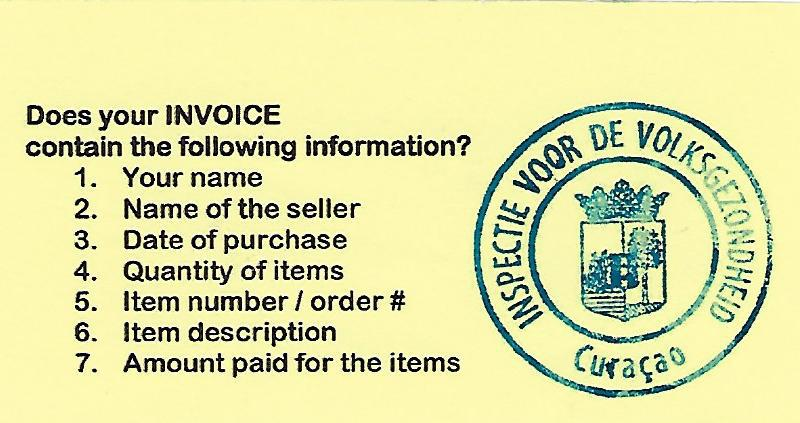 Does your INVOICE
contain the following information?
1. Your name
2. Name of the seller
3. Date of purchase
4. Quantity of items
5. Item number / order #
6. Item description
7. Amount paid for the items
INSPECTIE VOOR DE VOLKSGEZONDHEID
Curaçao